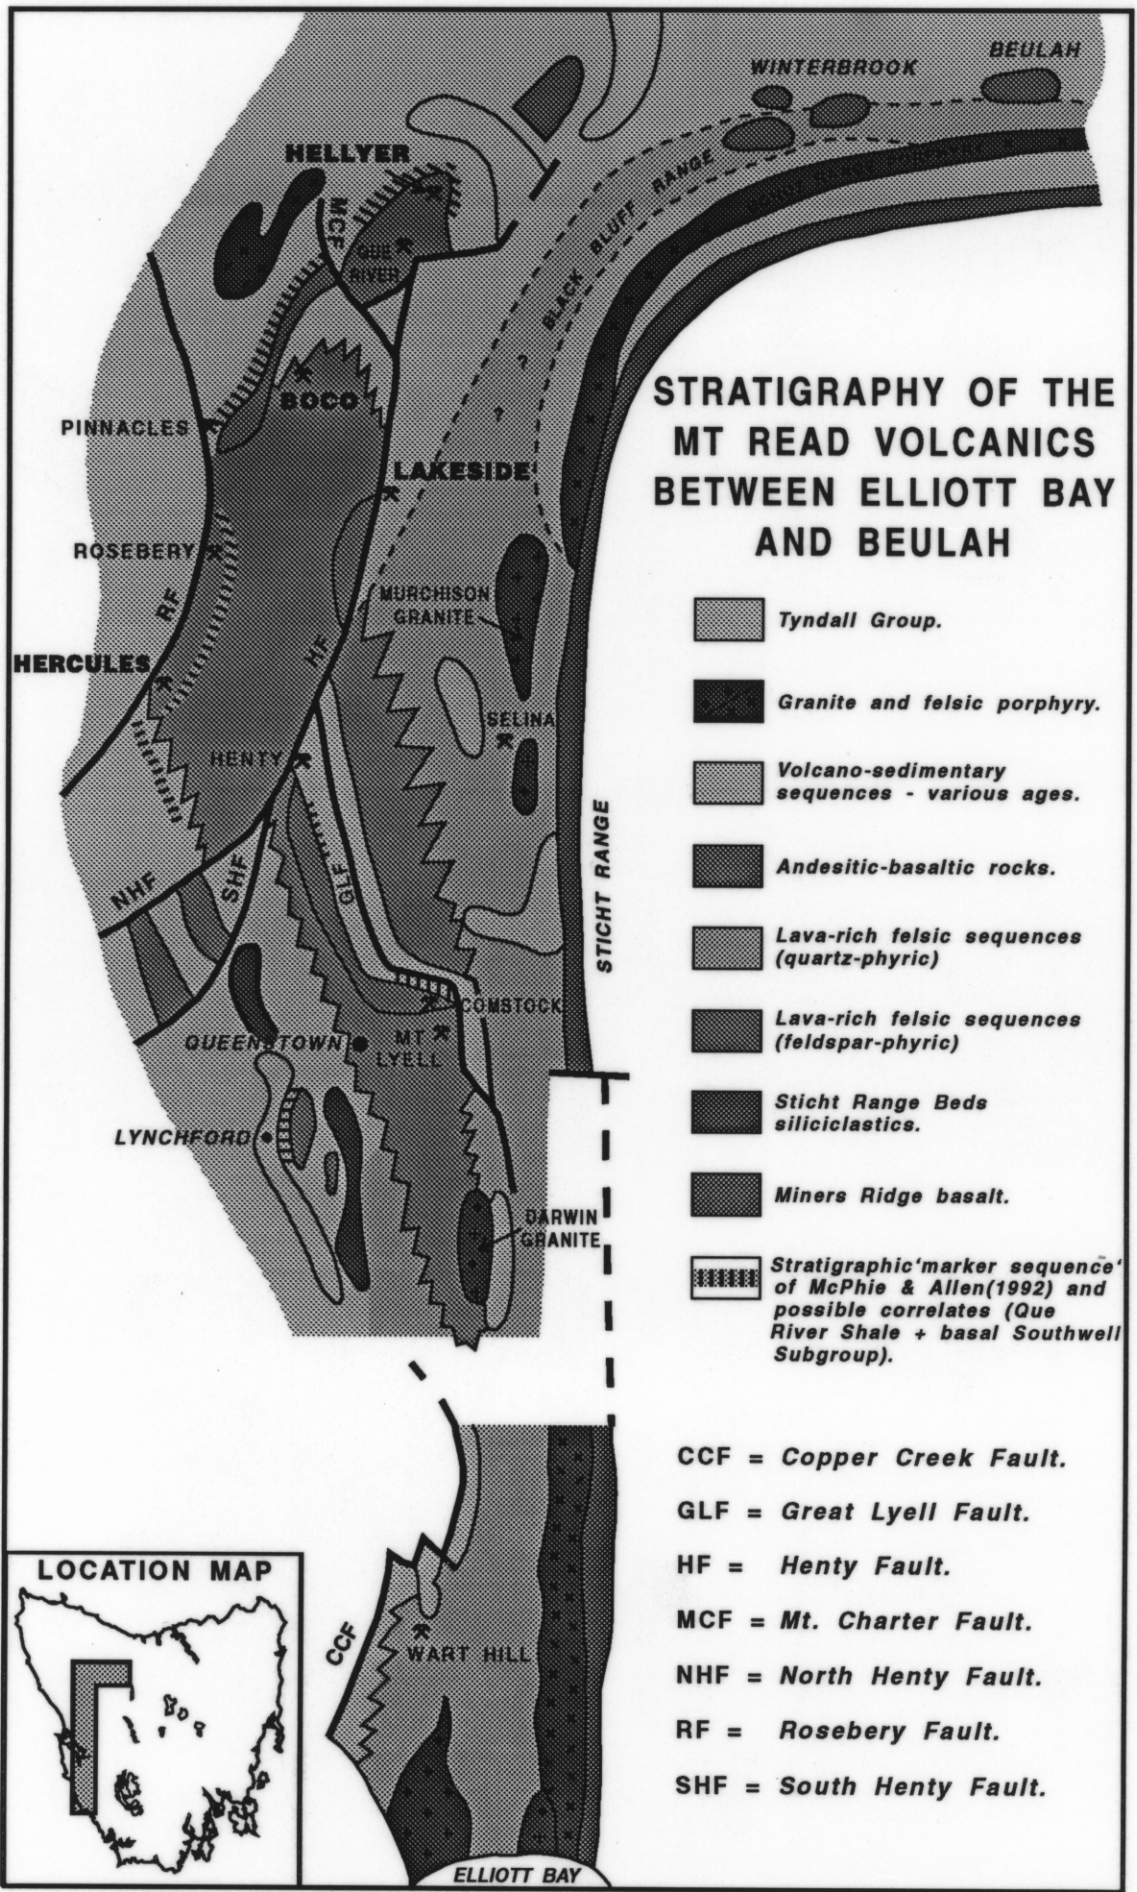 WINTERBROOK
BEULAH
HELLYER
MCF
QUE
RIVER
BLACK BLUFF RANGE
?
?
BOCO
PINNACLES
LAKESIDE
STRATIGRAPHY OF THE
MT READ VOLCANICS
BETWEEN ELLIOTT BAY
AND BEULAH
ROSEBERY
RF
MURCHISON
GRANITE
HF
HERCULES
SELINA
HENTY
GLF
SHF
NHF
STICHT RANGE
COMSTOCK
QUEENSTOWN
MT
LYELL
LYNCHFORD
DARWIN
GRANITE
Tyndall Group.
Granite and felsic porphyry.
Volcano-sedimentary
sequences - various ages.
Andesitic-basaltic rocks.
Lava-rich felsic sequences
(quartz-phyric)
Lava-rich felsic sequences
(feldspar-phyric)
Sticht Range Beds
siliciclastics.
Miners Ridge basalt.
Stratigraphic'marker sequence'
of McPhie & Allen(1992) and
possible correlates (Que
River Shale + basal Southwell
Subgroup).
CCF = Copper Creek Fault.
GLF = Great Lyell Fault.
HF = Henty Fault.
MCF = Mt. Charter Fault.
NHF = North Henty Fault.
RF = Rosebery Fault.
SHF = South Henty Fault.
CCF
WART HILL
ELLIOTT BAY
LOCATION MAP